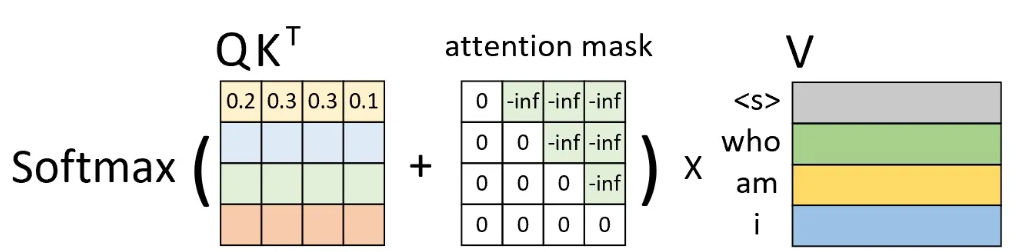 QKᵀ attention mask V
0.2 0.3 0.3 0.1 0 -inf -inf -inf <s>
0 0 -inf -inf who
Softmax ( + ) x
0 0 0 -inf am
0 0 0 0 i